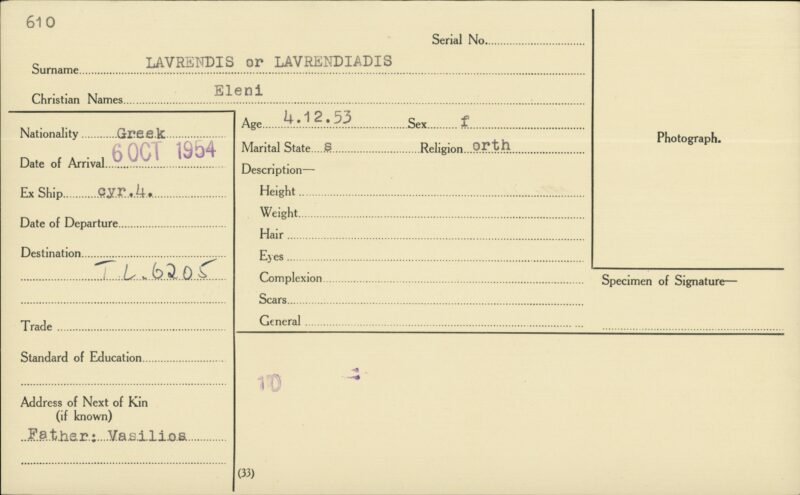 610
Serial No.
Surname LAVRENDIS or LAVRENDIADIS
Christian Names Eleni
Nationality Greek
Date of Arrival 6 OCT 1954
Ex Ship cyr.4.
Date of Departure
Destination
T.L. 6205
Trade
Standard of Education
Address of Next of Kin
(if known)
Father: Vasilios
Age 4.12.53 Sex f
Marital State s Religion orth
Description—
Height
Weight
Hair
Eyes
Complexion
Scars
General
Photograph.
Specimen of Signature—
10
(33)